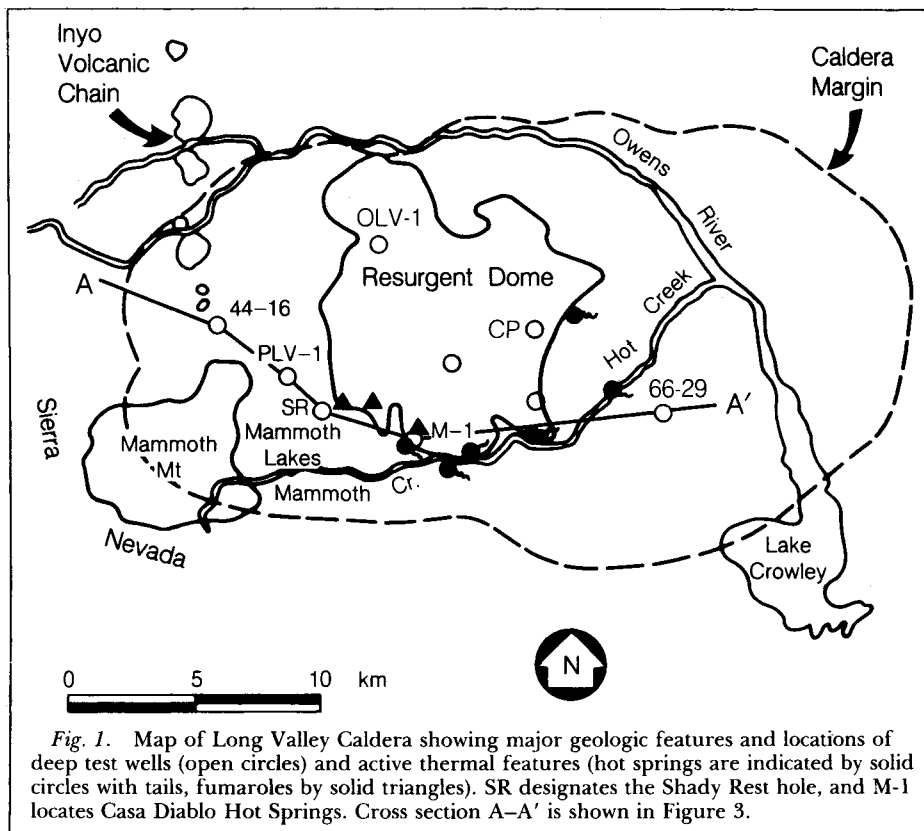 Inyo
Volcanic
Chain
Caldera
Margin
Owens
River
OLV-1
Resurgent Dome
A
44-16
CP
Hot Creek
PLV-1
SR
66-29
A′
M-1
Sierra
Nevada
Mammoth
Mt
Mammoth
Lakes
Mammoth Cr.
Lake
Crowley
0 5 10 km
N
Fig. 1. Map of Long Valley Caldera showing major geologic features and locations of
deep test wells (open circles) and active thermal features (hot springs are indicated by solid
circles with tails, fumaroles by solid triangles). SR designates the Shady Rest hole, and M-1
locates Casa Diablo Hot Springs. Cross section A–A′ is shown in Figure 3.